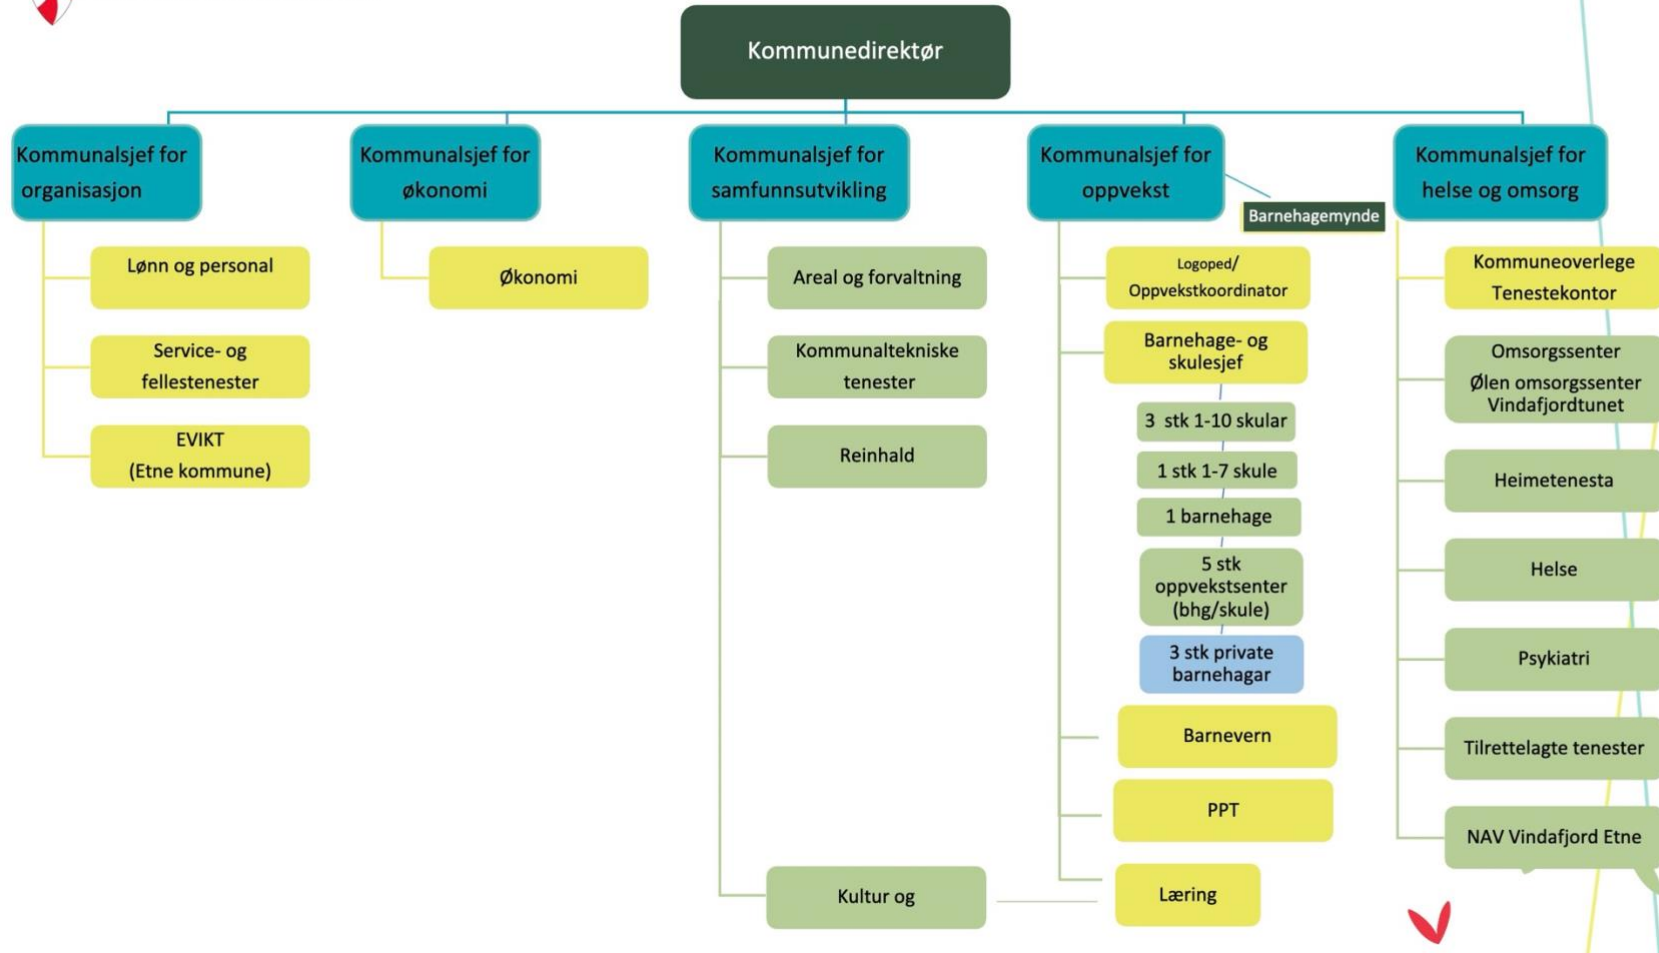 Kommunedirektør
Kommunalsjef for
organisasjon
Lønn og personal
Service- og
fellestenester
EVIKT
(Etne kommune)
Kommunalsjef for
økonomi
Økonomi
Kommunalsjef for
samfunnsutvikling
Areal og forvaltning
Kommunaltekniske
tenester
Reinhald
Kultur og
Kommunalsjef for
oppvekst
Barnehagemynde
Logoped/
Oppvekstkoordinator
Barnehage- og
skulesjef
3 stk 1-10 skular
1 stk 1-7 skule
1 barnehage
5 stk
oppvekstsenter
(bhg/skule)
3 stk private
barnehagar
Barnevern
PPT
Læring
Kommunalsjef for
helse og omsorg
Kommuneoverlege
Tenestekontor
Omsorgssenter
Ølen omsorgssenter
Vindafjordtunet
Heimetenesta
Helse
Psykiatri
Tilrettelagte tenester
NAV Vindafjord Etne